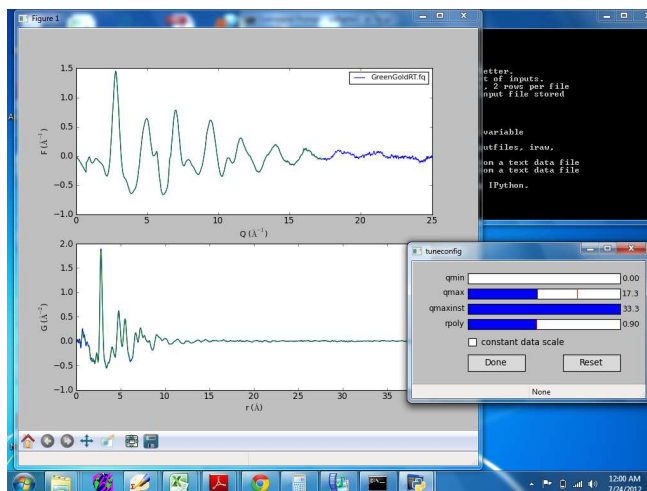 Figure 1
1.5
1.0
0.5
0.0
−0.5
−1.0
F (Å⁻¹)
GreenGoldRT.fq
0 5 10 15 20 25
Q (Å⁻¹)
2.0
1.5
1.0
0.5
0.0
−0.5
−1.0
G (Å⁻²)
0 5 10 15 20 25 30 35
r (Å)
etter.
t of inputs.
, 2 rows per file
nput file stored
variable
utfiles, iraw,
om a text data file
om a text data file
IPython.
tuneconfig
qmin 0.00
qmax 17.3
qmaxinst 33.3
rpoly 0.90
constant data scale
Done Reset
None
12:00 AM
7/24/2012